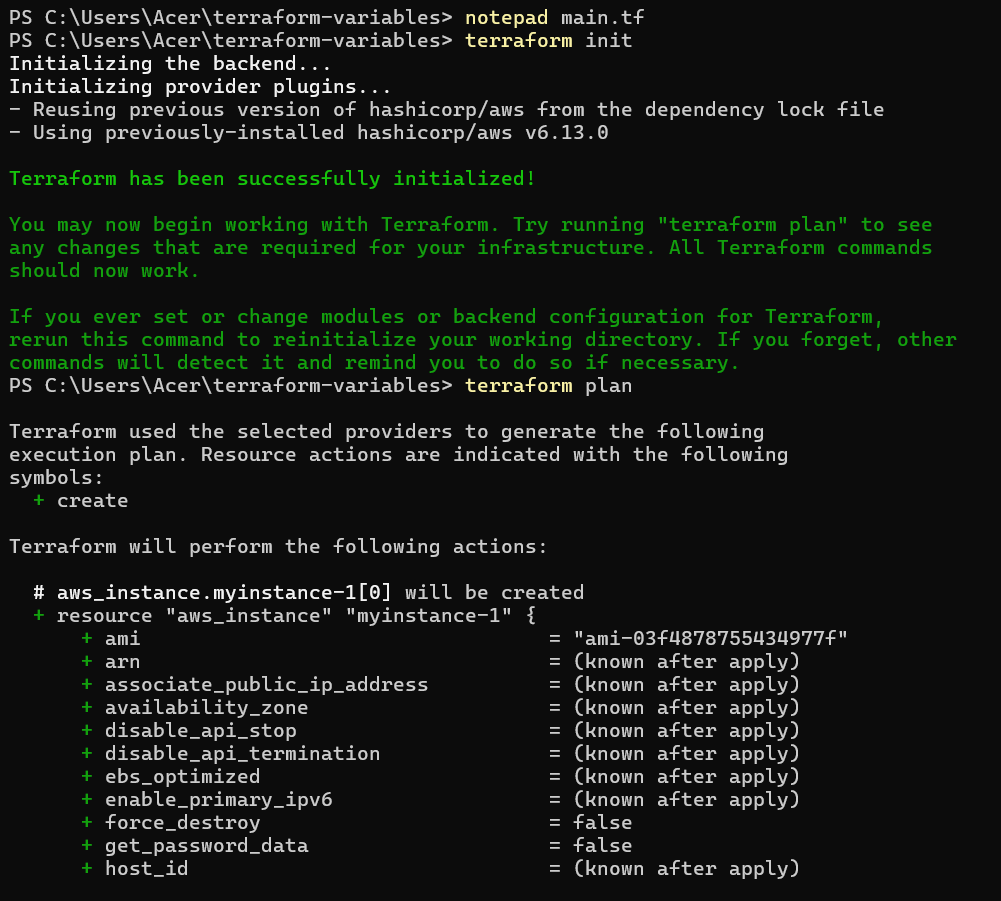 PS C:\Users\Acer\terraform-variables> notepad main.tf
PS C:\Users\Acer\terraform-variables> terraform init
Initializing the backend...
Initializing provider plugins...
- Reusing previous version of hashicorp/aws from the dependency lock file
- Using previously-installed hashicorp/aws v6.13.0

Terraform has been successfully initialized!

You may now begin working with Terraform. Try running "terraform plan" to see
any changes that are required for your infrastructure. All Terraform commands
should now work.

If you ever set or change modules or backend configuration for Terraform,
rerun this command to reinitialize your working directory. If you forget, other
commands will detect it and remind you to do so if necessary.
PS C:\Users\Acer\terraform-variables> terraform plan

Terraform used the selected providers to generate the following
execution plan. Resource actions are indicated with the following
symbols:
  + create

Terraform will perform the following actions:

  # aws_instance.myinstance-1[0] will be created
  + resource "aws_instance" "myinstance-1" {
      + ami                                  = "ami-03f4878755434977f"
      + arn                                  = (known after apply)
      + associate_public_ip_address          = (known after apply)
      + availability_zone                    = (known after apply)
      + disable_api_stop                     = (known after apply)
      + disable_api_termination              = (known after apply)
      + ebs_optimized                        = (known after apply)
      + enable_primary_ipv6                  = (known after apply)
      + force_destroy                        = false
      + get_password_data                    = false
      + host_id                              = (known after apply)